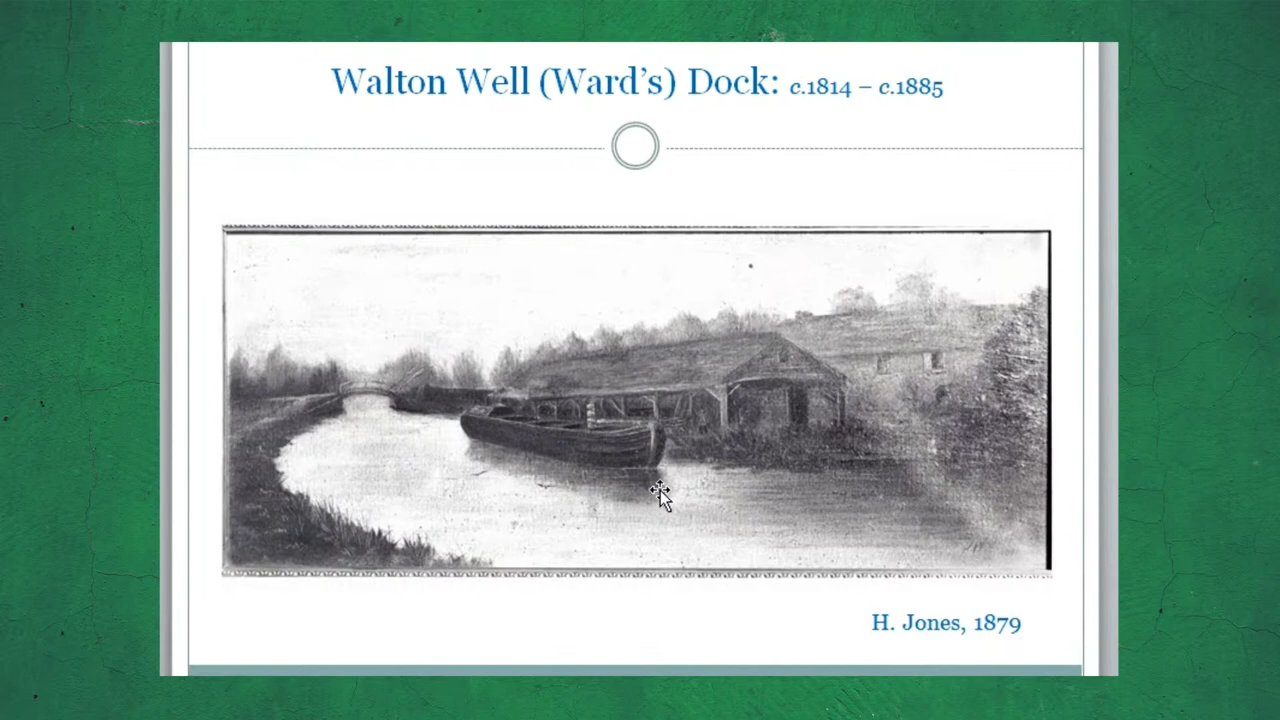 Walton Well (Ward's) Dock: c.1814 – c.1885
H. Jones, 1879